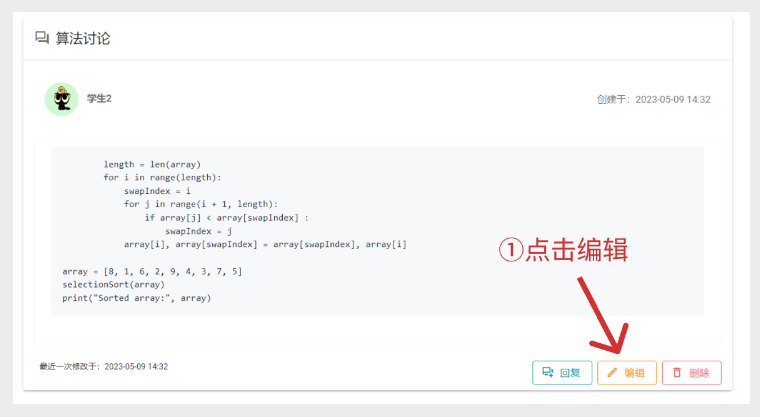 算法讨论
学生2
创建于：2023-05-09 14:32
length = len(array)
for i in range(length):
swapIndex = i
for j in range(i + 1, length):
if array[j] < array[swapIndex] :
swapIndex = j
array[i], array[swapIndex] = array[swapIndex], array[i]
array = [8, 1, 6, 2, 9, 4, 3, 7, 5]
selectionSort(array)
print("Sorted array:", array)
①点击编辑
最近一次修改于：2023-05-09 14:32
回复
编辑
删除